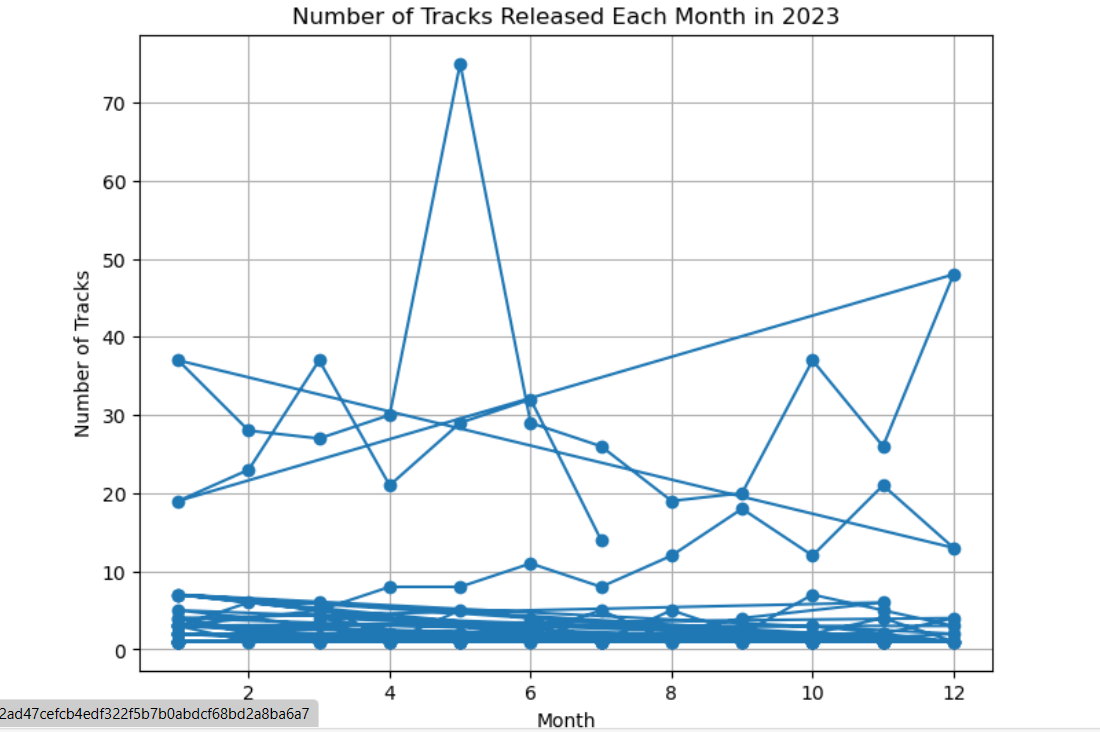 Number of Tracks Released Each Month in 2023
Number of Tracks
70
60
50
40
30
20
10
0
2 4 6 8 10 12
Month
2ad47cefcb4edf322f5b7b0abdcf68bd2a8ba6a7